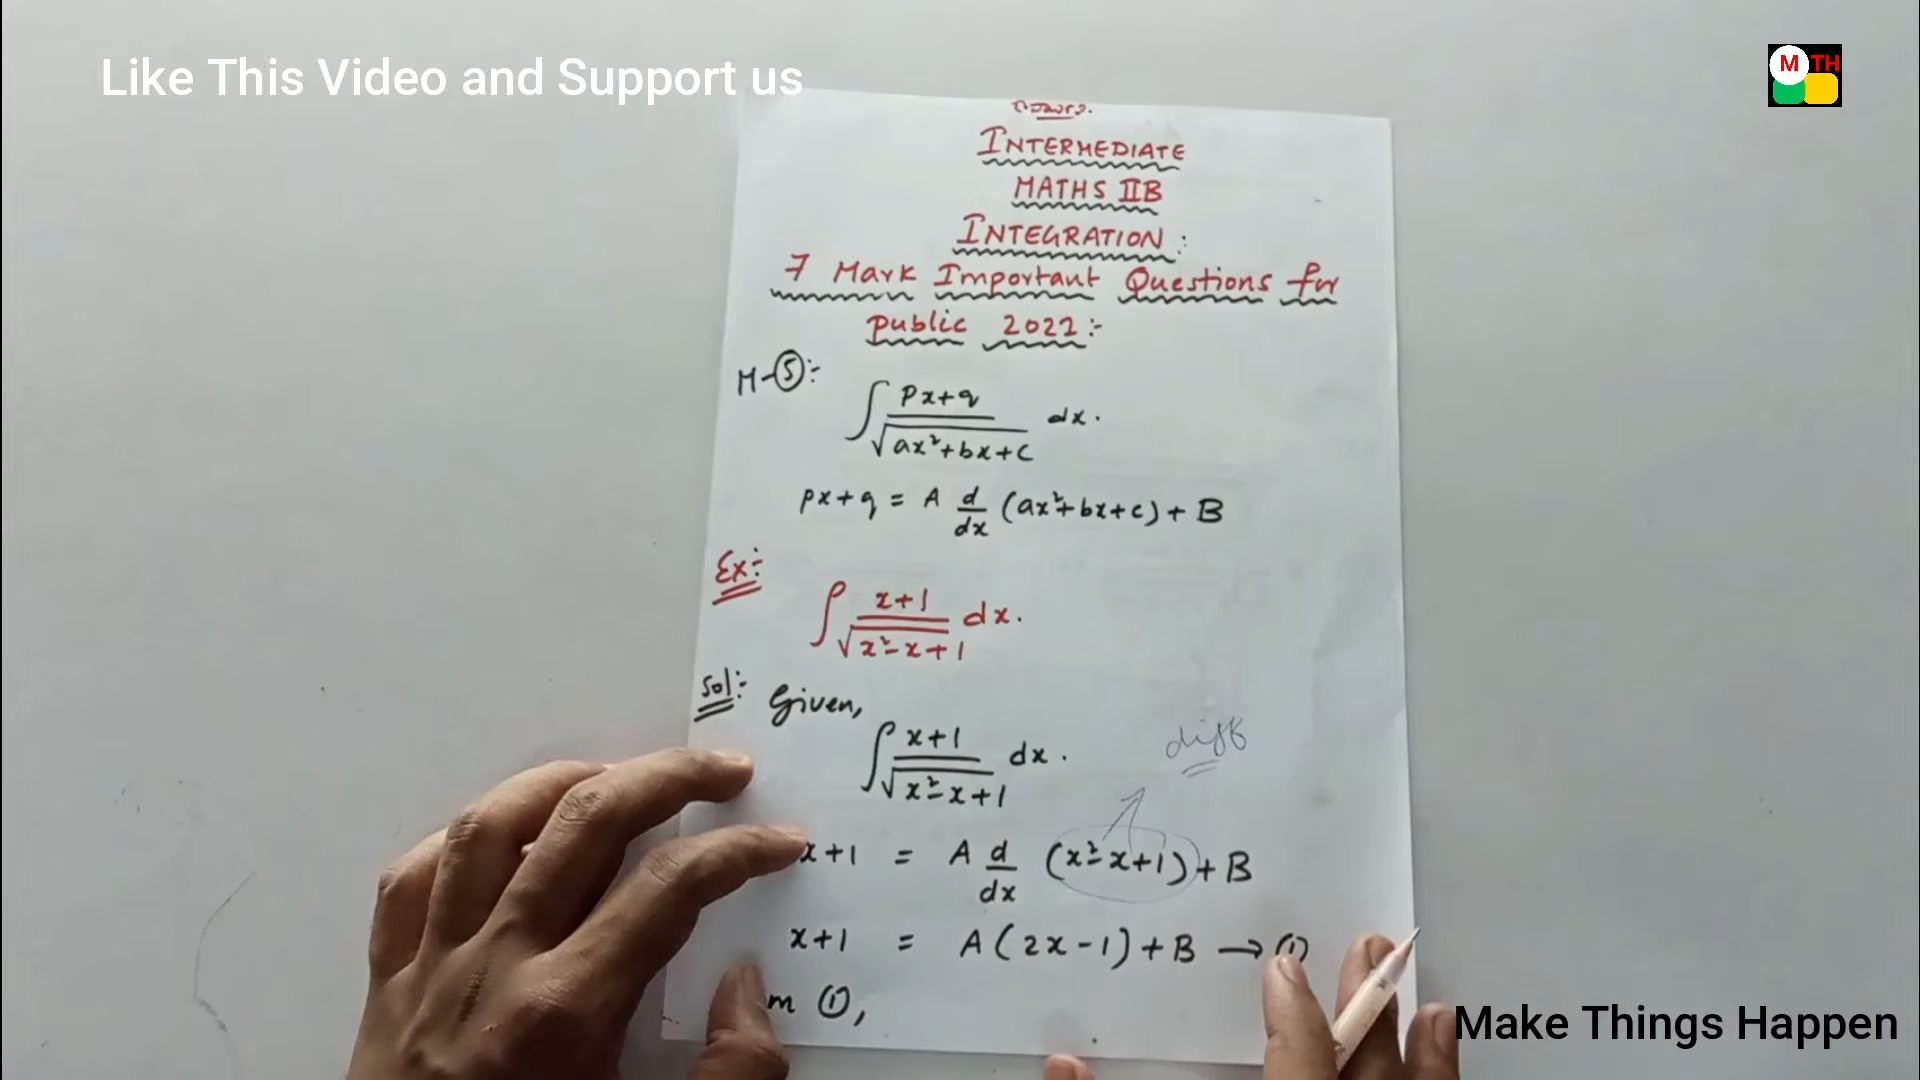 Like This Video and Support us
M TH
INTERMEDIATE
MATHS IIB
INTEGRATION:
7 Mark Important Questions for
public 2022:-
M-⑤:-
∫ px+q / √ax²+bx+c dx.
px+q = A d/dx (ax²+bx+c) + B
Ex:-
∫ x+1 / √x²-x+1 dx.
Sol:- Given,
∫ x+1 / √x²-x+1 dx.
diff
x+1 = A d/dx (x²-x+1) + B
x+1 = A(2x-1)+B → ①
m ①,
Make Things Happen